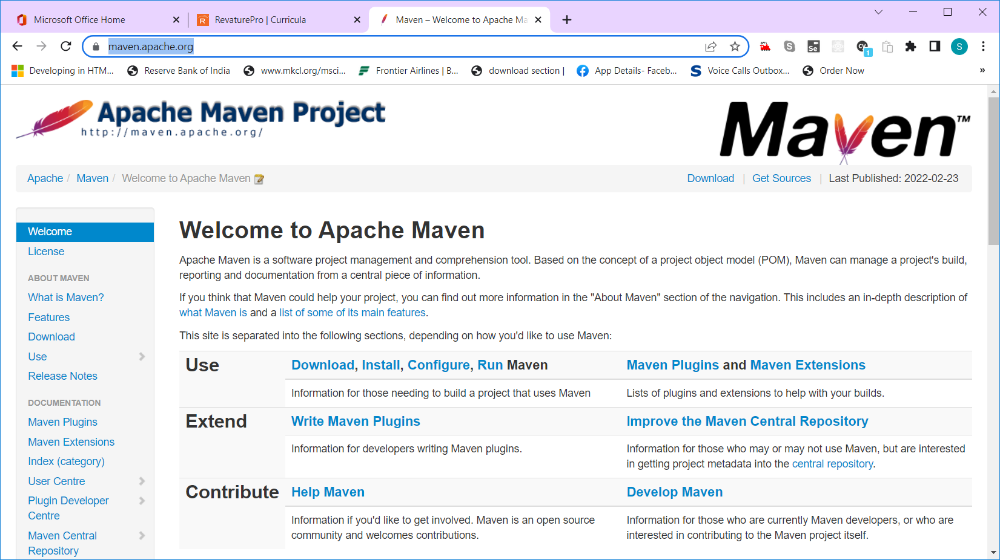 Microsoft Office Home
RevaturePro | Curricula
Maven – Welcome to Apache Ma
maven.apache.org
S
Se
cy
1
S
Developing in HTM...
Reserve Bank of India
www.mkcl.org/msci...
Frontier Airlines | B...
download section |
App Details- Faceb...
Voice Calls Outbox...
Order Now
»
Apache Maven Project
http://maven.apache.org/
Maven™
Apache / Maven / Welcome to Apache Maven
Download | Get Sources | Last Published: 2022-02-23
Welcome
License
ABOUT MAVEN
What is Maven?
Features
Download
Use
Release Notes
DOCUMENTATION
Maven Plugins
Maven Extensions
Index (category)
User Centre
Plugin Developer
Centre
Maven Central
Repository
Welcome to Apache Maven
Apache Maven is a software project management and comprehension tool. Based on the concept of a project object model (POM), Maven can manage a project's build,
reporting and documentation from a central piece of information.
If you think that Maven could help your project, you can find out more information in the "About Maven" section of the navigation. This includes an in-depth description of
what Maven is and a list of some of its main features.
This site is separated into the following sections, depending on how you'd like to use Maven:
Use
Download, Install, Configure, Run Maven
Maven Plugins and Maven Extensions
Information for those needing to build a project that uses Maven
Lists of plugins and extensions to help with your builds.
Extend
Write Maven Plugins
Improve the Maven Central Repository
Information for developers writing Maven plugins.
Information for those who may or may not use Maven, but are interested
in getting project metadata into the central repository.
Contribute
Help Maven
Develop Maven
Information if you'd like to get involved. Maven is an open source
community and welcomes contributions.
Information for those who are currently Maven developers, or who are
interested in contributing to the Maven project itself.